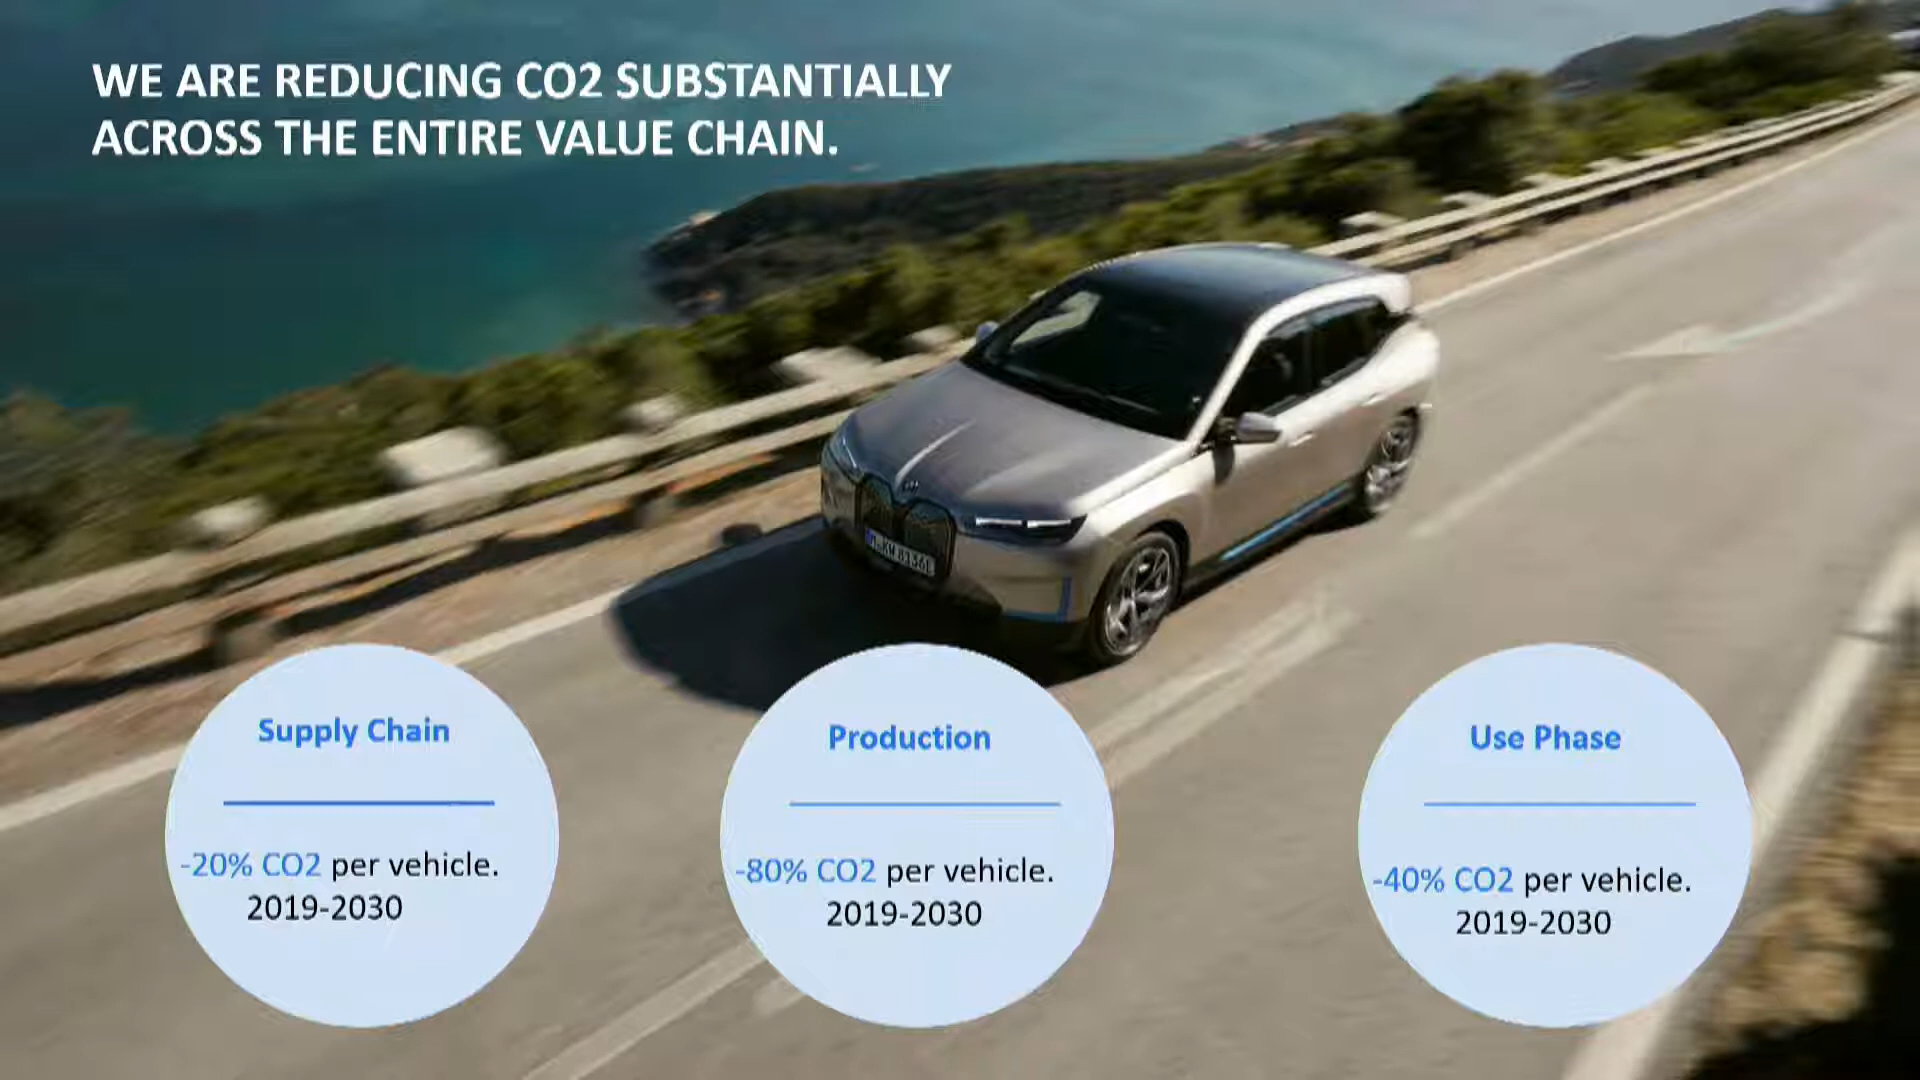 WE ARE REDUCING CO2 SUBSTANTIALLY
ACROSS THE ENTIRE VALUE CHAIN.
Supply Chain
-20% CO2 per vehicle.
2019-2030
Production
-80% CO2 per vehicle.
2019-2030
Use Phase
-40% CO2 per vehicle.
2019-2030